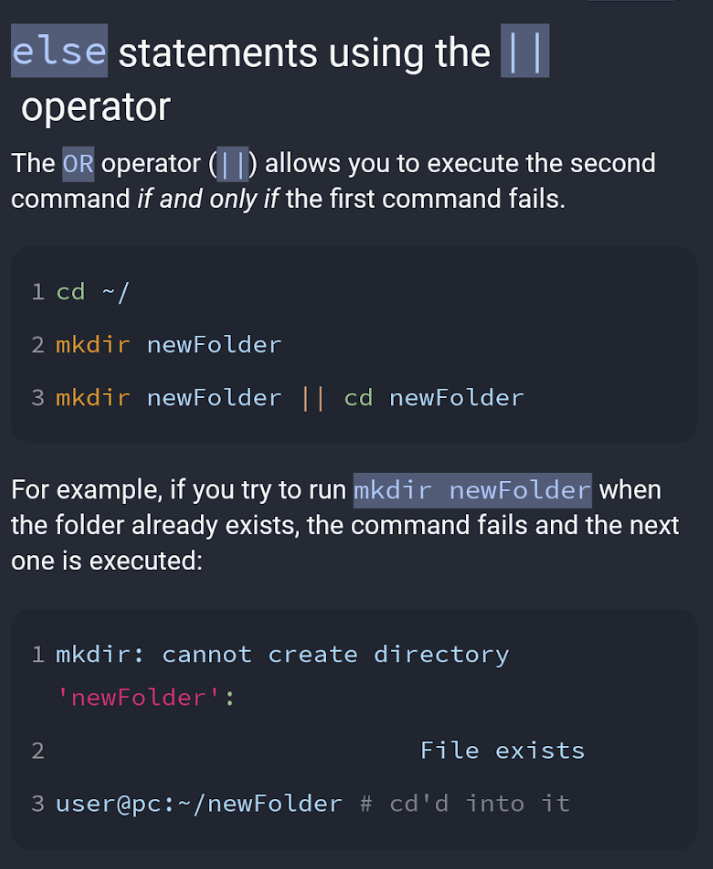 else statements using the ||
operator
The OR operator (||) allows you to execute the second
command if and only if the first command fails.
1 cd ~/
2 mkdir newFolder
3 mkdir newFolder || cd newFolder
For example, if you try to run mkdir newFolder when
the folder already exists, the command fails and the next
one is executed:
1 mkdir: cannot create directory
'newFolder':
2 File exists
3 user@pc:~/newFolder # cd'd into it